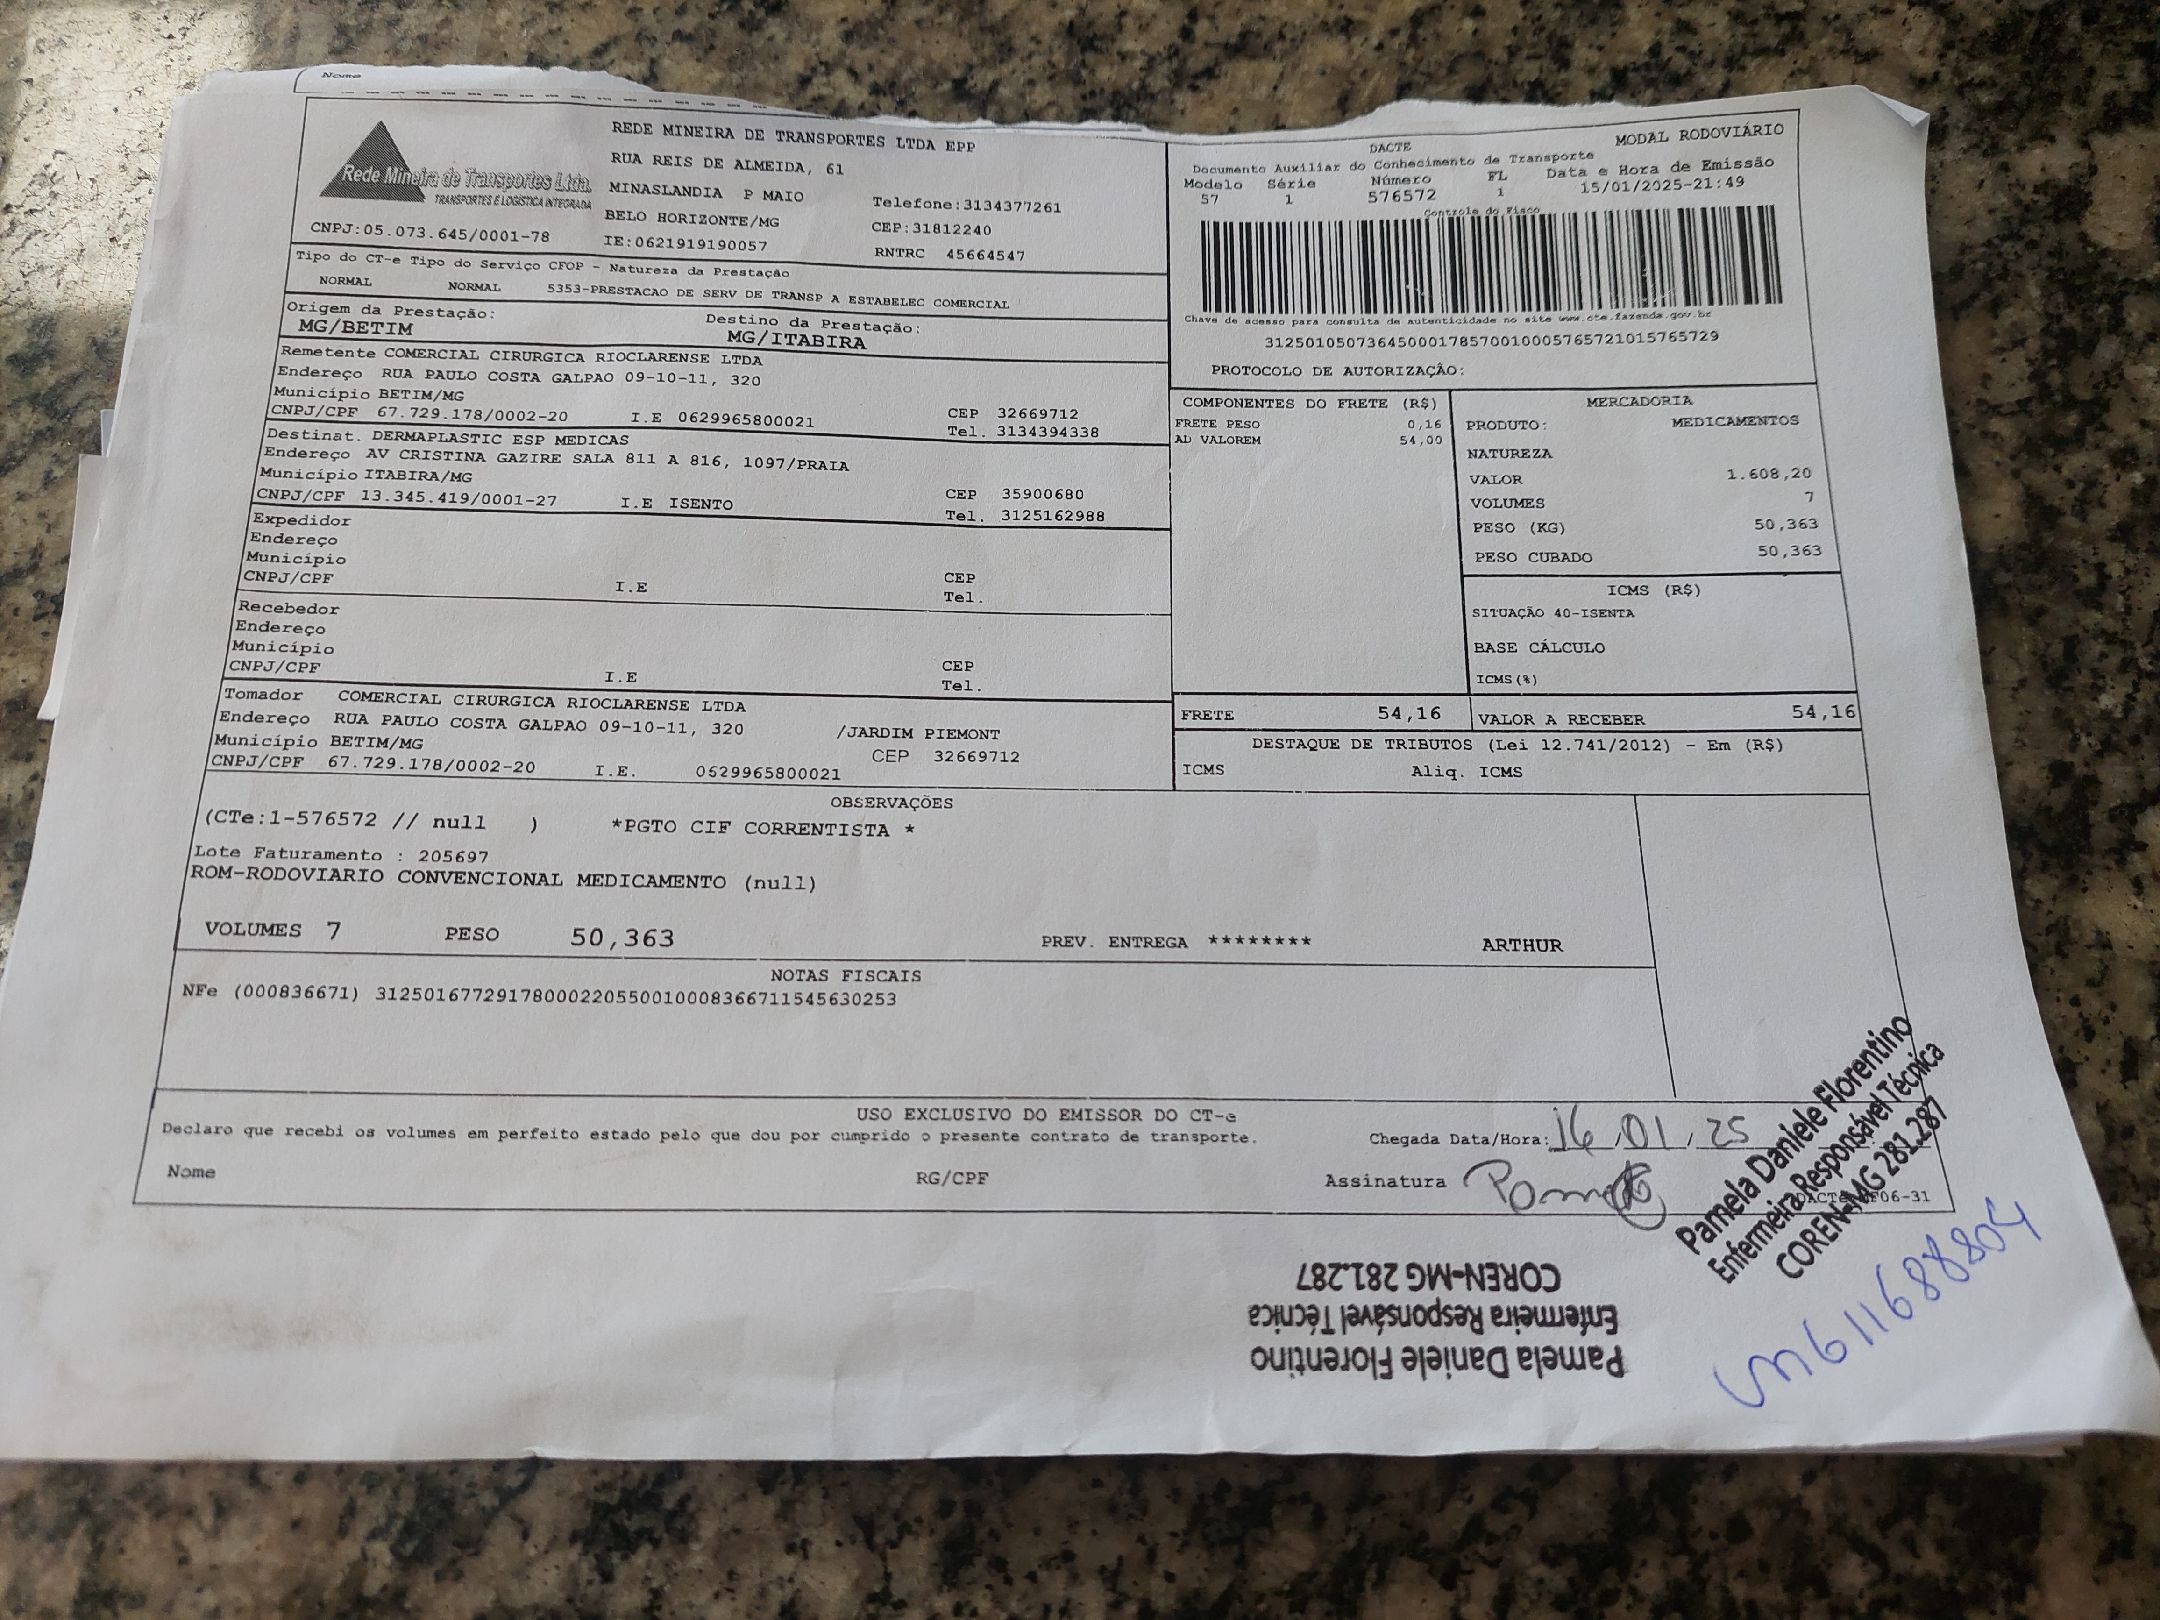 Nome
Rede Mineira de Transportes Ltda.
TRANSPORTES E LOGÍSTICA INTEGRADA
CNPJ:05.073.645/0001-78
REDE MINEIRA DE TRANSPORTES LTDA EPP
RUA REIS DE ALMEIDA, 61
MINASLANDIA P MAIO
BELO HORIZONTE/MG
IE:0621919190057
Telefone:3134377261
CEP:31812240
RNTRC 45664547
DACTE
MODAL RODOVIÁRIO
Documento Auxiliar do Conhecimento de Transporte
Modelo Série Número FL Data e Hora de Emissão
57 1 576572 1 15/01/2025-21:49
Controle do Fisco
Chave de acesso para consulta de autenticidade no site www.cte.fazenda.gov.br
31250105073645000178570010005765721015765729
PROTOCOLO DE AUTORIZAÇÃO:
Tipo do CT-e Tipo do Serviço CFOP - Natureza da Prestação
NORMAL NORMAL 5353-PRESTACAO DE SERV DE TRANSP A ESTABELEC COMERCIAL
Origem da Prestação: Destino da Prestação:
MG/BETIM MG/ITABIRA
Remetente COMERCIAL CIRURGICA RIOCLARENSE LTDA
Endereço RUA PAULO COSTA GALPAO 09-10-11, 320
Município BETIM/MG CEP 32669712
CNPJ/CPF 67.729.178/0002-20 I.E 0629965800021 Tel. 3134394338
Destinat. DERMAPLASTIC ESP MEDICAS
Endereço AV CRISTINA GAZIRE SALA 811 A 816, 1097/PRAIA
Município ITABIRA/MG CEP 35900680
CNPJ/CPF 13.345.419/0001-27 I.E ISENTO Tel. 3125162988
Expedidor
Endereço
Município CEP
CNPJ/CPF I.E Tel.
Recebedor
Endereço
Município CEP
CNPJ/CPF I.E Tel.
Tomador COMERCIAL CIRURGICA RIOCLARENSE LTDA
Endereço RUA PAULO COSTA GALPAO 09-10-11, 320 /JARDIM PIEMONT
Município BETIM/MG CEP 32669712
CNPJ/CPF 67.729.178/0002-20 I.E. 0629965800021
COMPONENTES DO FRETE (R$)
FRETE PESO 0,16
AD VALOREM 54,00
MERCADORIA
PRODUTO: MEDICAMENTOS
NATUREZA
VALOR 1.608,20
VOLUMES 7
PESO (KG) 50,363
PESO CUBADO 50,363
ICMS (R$)
SITUAÇÃO 40-ISENTA
BASE CÁLCULO
ICMS(%)
FRETE 54,16 VALOR A RECEBER 54,16
DESTAQUE DE TRIBUTOS (Lei 12.741/2012) - Em (R$)
ICMS Aliq. ICMS
OBSERVAÇÕES
(CTe:1-576572 // null ) *PGTO CIF CORRENTISTA *
Lote Faturamento : 205697
ROM-RODOVIARIO CONVENCIONAL MEDICAMENTO (null)
VOLUMES 7 PESO 50,363 PREV. ENTREGA ******** ARTHUR
NOTAS FISCAIS
NFe (000836671) 31250167729178000220550010008366711545630253
USO EXCLUSIVO DO EMISSOR DO CT-e
Declaro que recebi os volumes em perfeito estado pelo que dou por cumprido o presente contrato de transporte.
Chegada Data/Hora: 16/01/25
Nome RG/CPF Assinatura
Pamela Daniele Florentino
Enfermeira Responsável Técnica
COREN-MG 281.287
Pamela Daniele Florentino
Enfermeira Responsável Técnica
COREN-MG 281.287